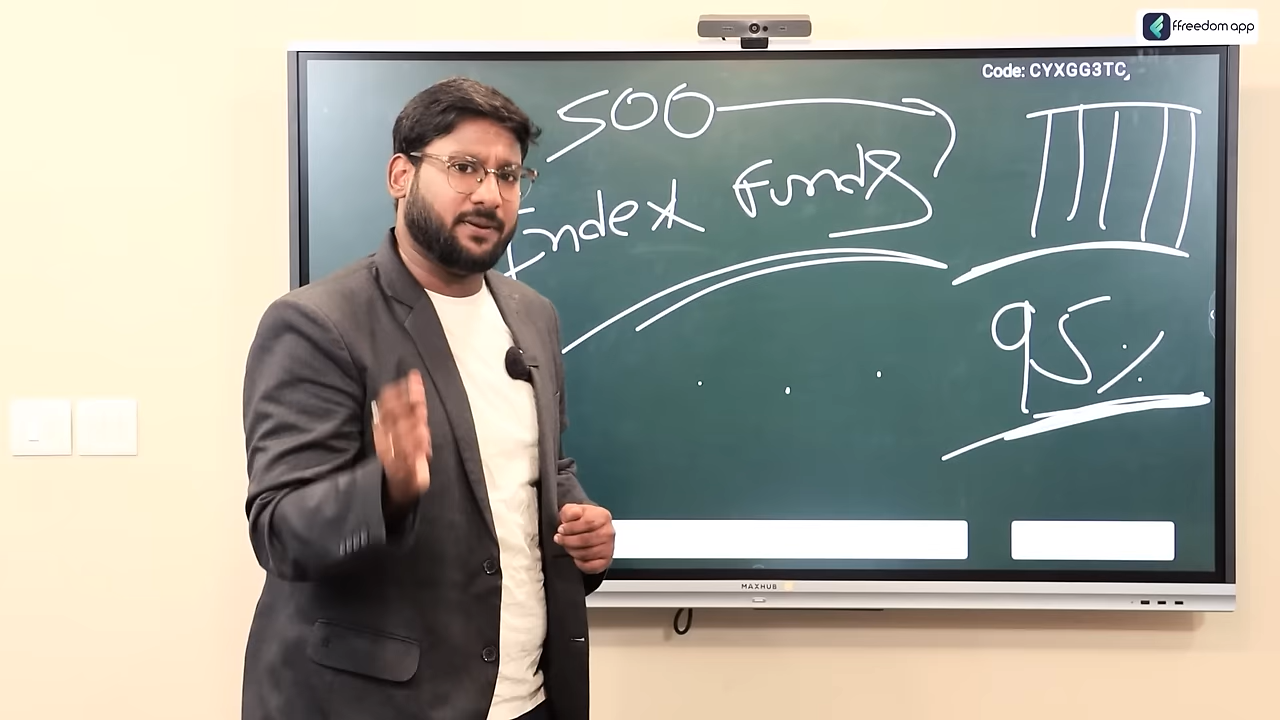 ffreedom app
Code: CYXGG3TC
500
Index Funds
95%
MAXHUB